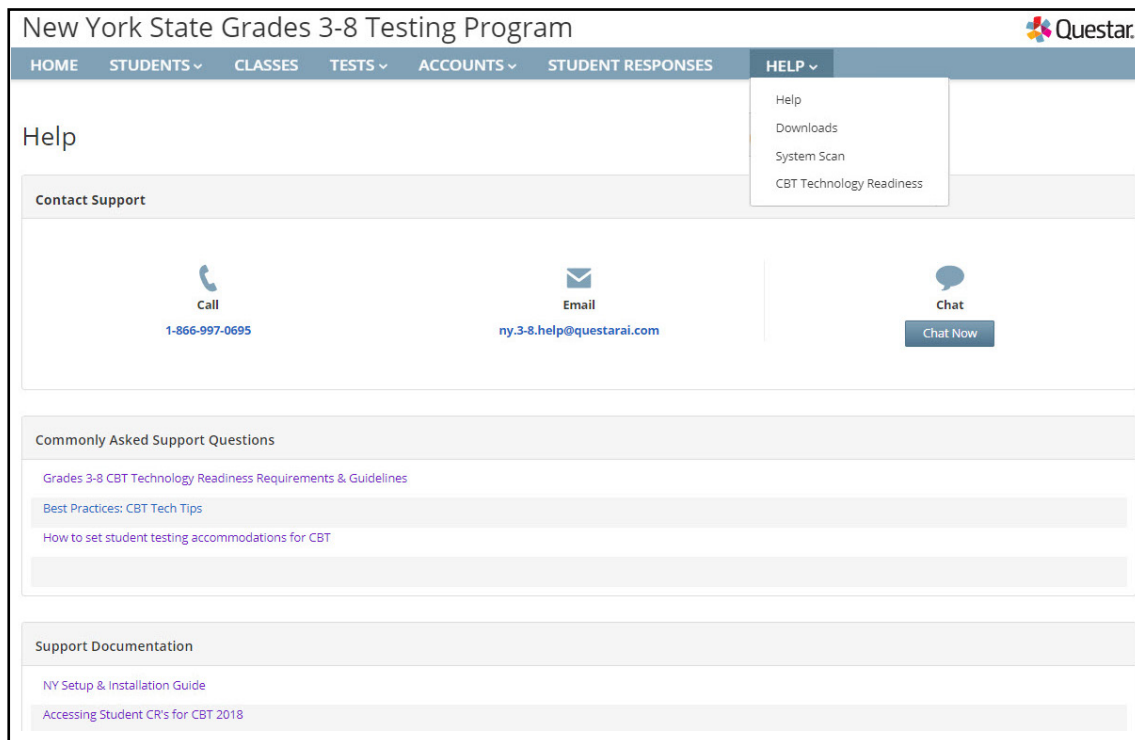 New York State Grades 3-8 Testing Program
Questar.
HOME STUDENTS CLASSES TESTS ACCOUNTS STUDENT RESPONSES HELP
Help
Downloads
System Scan
CBT Technology Readiness
Help
Contact Support
Call
1-866-997-0695
Email
ny.3-8.help@questarai.com
Chat
Chat Now
Commonly Asked Support Questions
Grades 3-8 CBT Technology Readiness Requirements & Guidelines
Best Practices: CBT Tech Tips
How to set student testing accommodations for CBT
Support Documentation
NY Setup & Installation Guide
Accessing Student CR's for CBT 2018